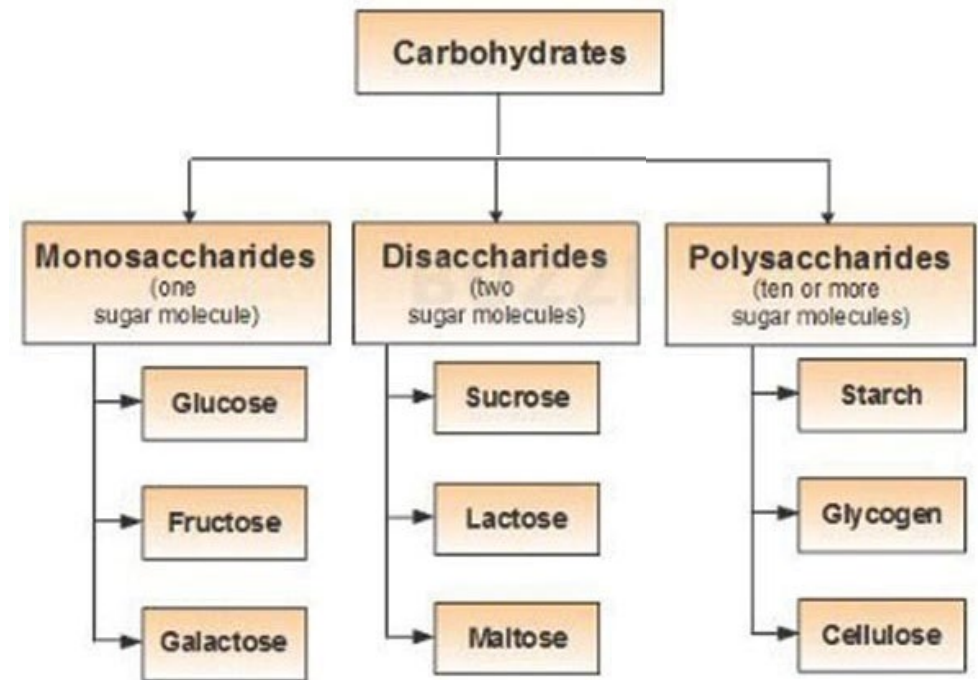 Carbohydrates
Monosaccharides
(one
sugar molecule)
Disaccharides
(two
sugar molecules)
Polysaccharides
(ten or more
sugar molecules)
Glucose
Fructose
Galactose
Sucrose
Lactose
Maltose
Starch
Glycogen
Cellulose